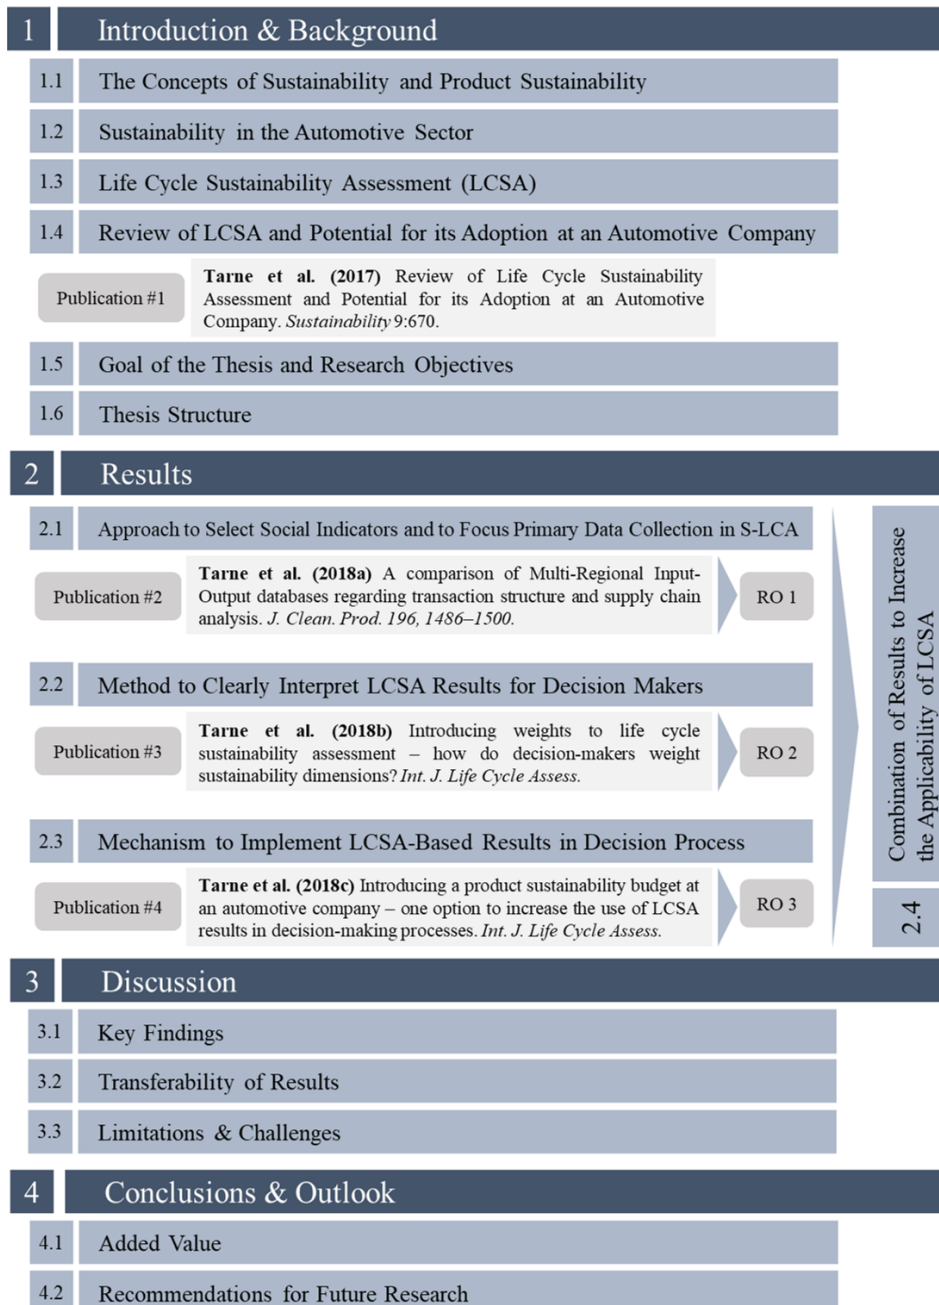 1 Introduction & Background
1.1 The Concepts of Sustainability and Product Sustainability
1.2 Sustainability in the Automotive Sector
1.3 Life Cycle Sustainability Assessment (LCSA)
1.4 Review of LCSA and Potential for its Adoption at an Automotive Company
Publication #1
Tarne et al. (2017) Review of Life Cycle Sustainability
Assessment and Potential for its Adoption at an Automotive
Company. Sustainability 9:670.
1.5 Goal of the Thesis and Research Objectives
1.6 Thesis Structure
2 Results
2.1 Approach to Select Social Indicators and to Focus Primary Data Collection in S-LCA
Publication #2
Tarne et al. (2018a) A comparison of Multi-Regional Input-
Output databases regarding transaction structure and supply chain
analysis. J. Clean. Prod. 196, 1486–1500.
RO 1
2.2 Method to Clearly Interpret LCSA Results for Decision Makers
Publication #3
Tarne et al. (2018b) Introducing weights to life cycle
sustainability assessment – how do decision-makers weight
sustainability dimensions? Int. J. Life Cycle Assess.
RO 2
2.3 Mechanism to Implement LCSA-Based Results in Decision Process
Publication #4
Tarne et al. (2018c) Introducing a product sustainability budget at
an automotive company – one option to increase the use of LCSA
results in decision-making processes. Int. J. Life Cycle Assess.
RO 3
2.4
Combination of Results to Increase
the Applicability of LCSA
3 Discussion
3.1 Key Findings
3.2 Transferability of Results
3.3 Limitations & Challenges
4 Conclusions & Outlook
4.1 Added Value
4.2 Recommendations for Future Research